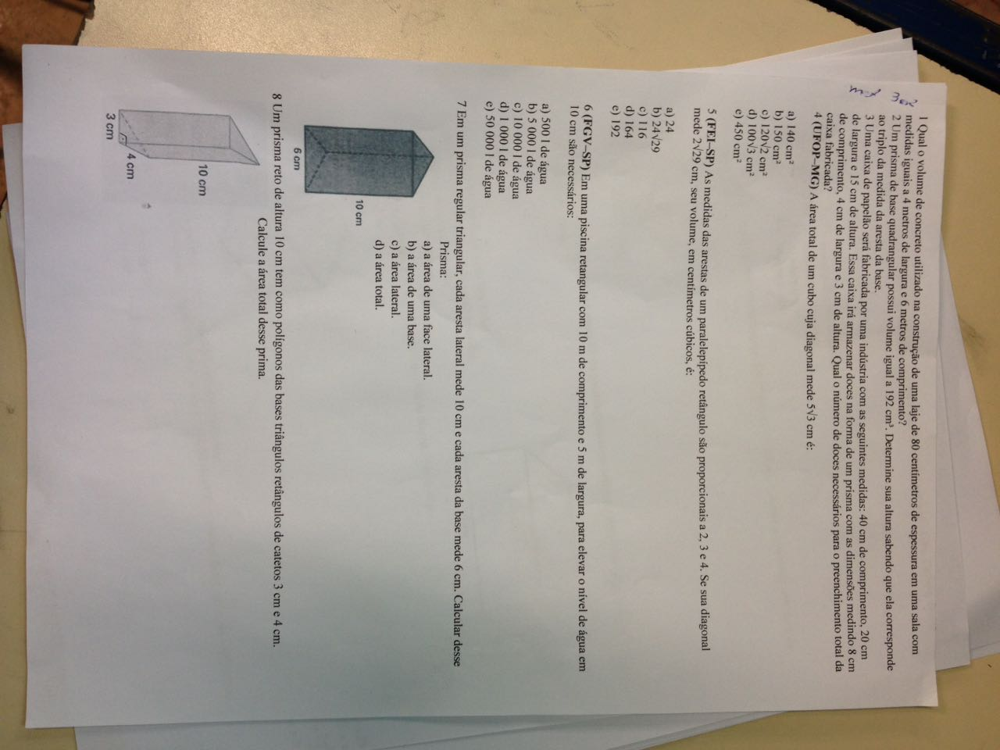 1 Qual o volume de concreto utilizado na construção de uma laje de 80 centímetros de espessura em uma sala com
medidas iguais a 4 metros de largura e 6 metros de comprimento?
2 Um prisma de base quadrangular possui volume igual a 192 cm³. Determine sua altura sabendo que ela corresponde
ao triplo da medida da aresta da base.
3 Uma caixa de papelão será fabricada por uma indústria com as seguintes medidas: 40 cm de comprimento, 20 cm
de largura e 15 cm de altura. Essa caixa irá armazenar doces na forma de um prisma com as dimensões medindo 8 cm
de comprimento, 4 cm de largura e 3 cm de altura. Qual o número de doces necessários para o preenchimento total da
caixa fabricada?
4 (UFOP–MG) A área total de um cubo cuja diagonal mede 5√3 cm é:
a) 140 cm²
b) 150 cm²
c) 120√2 cm²
d) 100√3 cm²
e) 450 cm²
5 (FEI–SP) As medidas das arestas de um paralelepípedo retângulo são proporcionais a 2, 3 e 4. Se sua diagonal
mede 2√29 cm, seu volume, em centímetros cúbicos, é:
a) 24
b) 24√29
c) 116
d) 164
e) 192
6 (FGV–SP) Em uma piscina retangular com 10 m de comprimento e 5 m de largura, para elevar o nível de água em
10 cm são necessários:
a) 500 l de água
b) 5 000 l de água
c) 10 000 l de água
d) 1 000 l de água
e) 50 000 l de água
7 Em um prisma regular triangular, cada aresta lateral mede 10 cm e cada aresta da base mede 6 cm. Calcular desse
Prisma:
a) a área de uma face lateral.
b) a área de uma base.
c) a área lateral.
d) a área total.
10 cm
6 cm
8 Um prisma reto de altura 10 cm tem como polígonos das bases triângulos retângulos de catetos 3 cm e 4 cm.
Calcule a área total desse prima.
10 cm
4 cm
3 cm